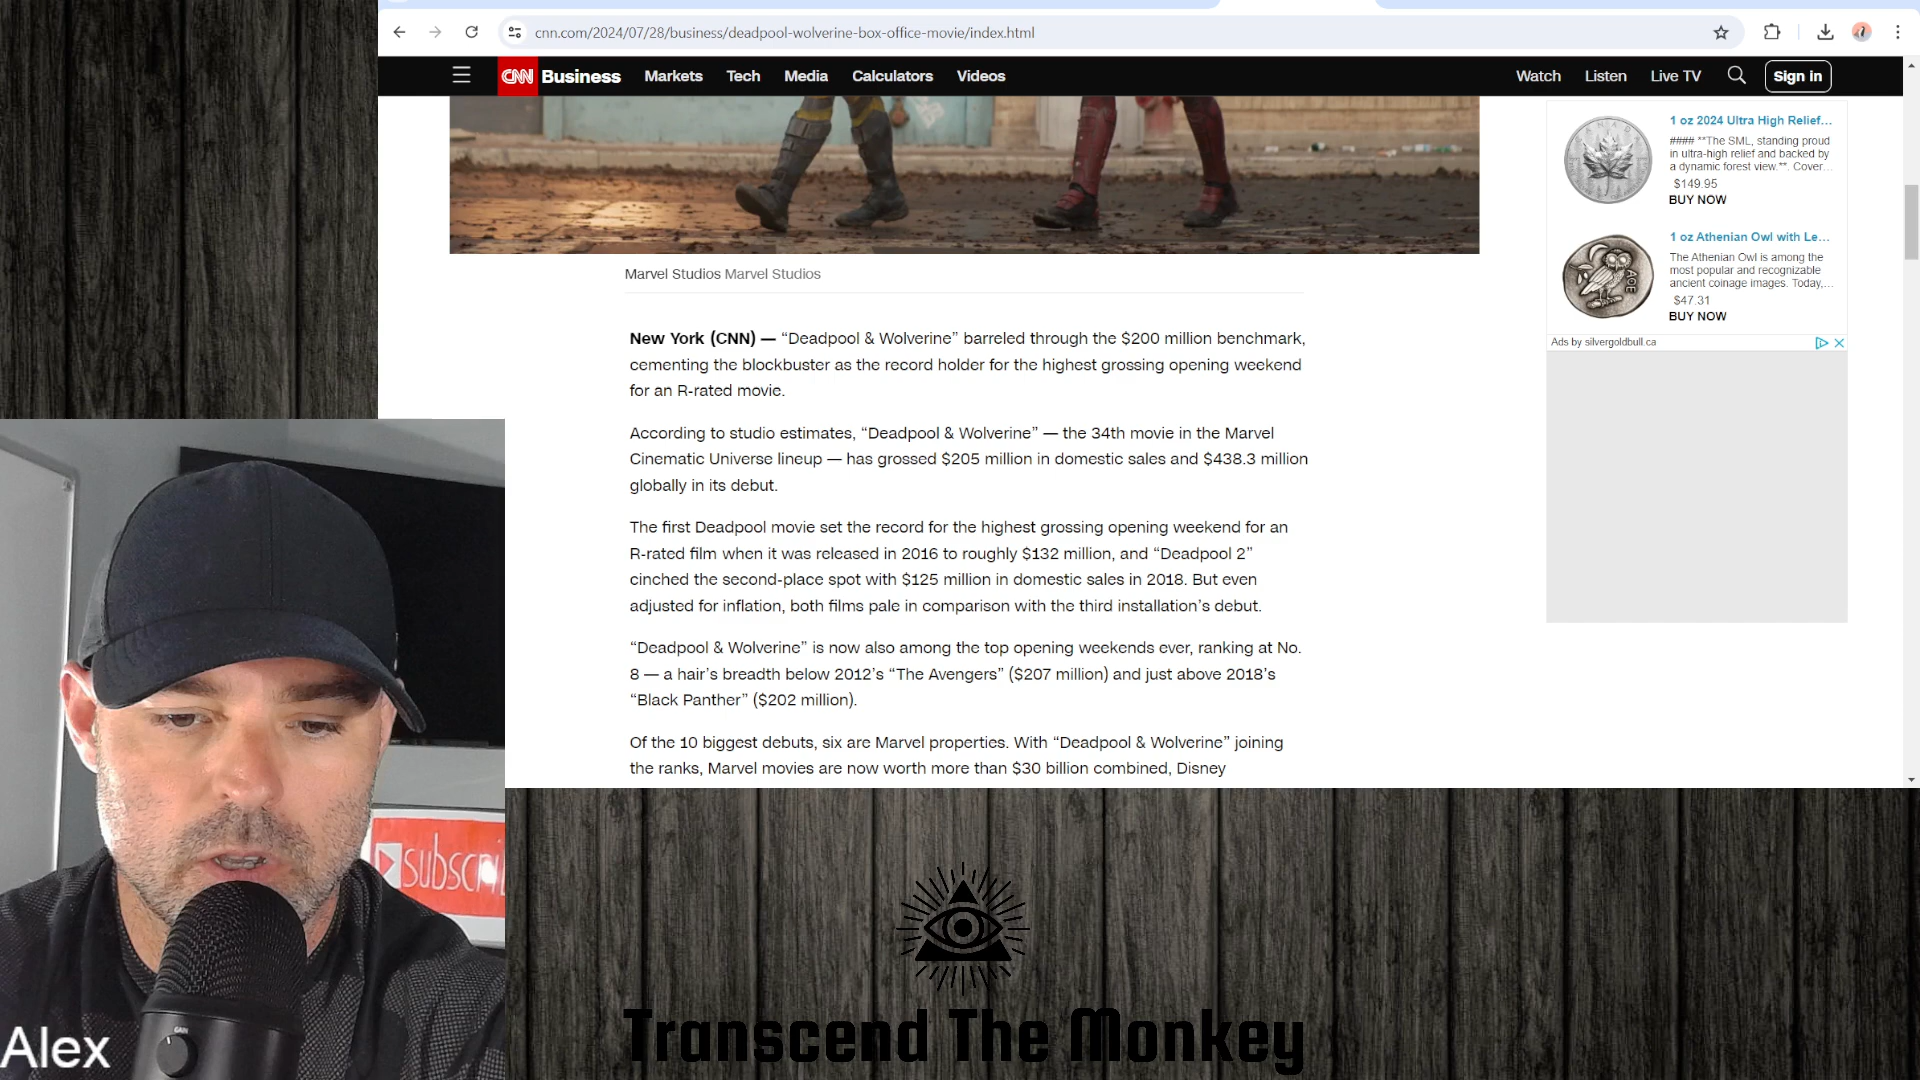 cnn.com/2024/07/28/business/deadpool-wolverine-box-office-movie/index.html
CNN Business Markets Tech Media Calculators Videos Watch Listen Live TV Sign in
Marvel Studios Marvel Studios
New York (CNN) — “Deadpool & Wolverine” barreled through the $200 million benchmark,
cementing the blockbuster as the record holder for the highest grossing opening weekend
for an R-rated movie.
According to studio estimates, “Deadpool & Wolverine” — the 34th movie in the Marvel
Cinematic Universe lineup — has grossed $205 million in domestic sales and $438.3 million
globally in its debut.
The first Deadpool movie set the record for the highest grossing opening weekend for an
R-rated film when it was released in 2016 to roughly $132 million, and “Deadpool 2”
cinched the second-place spot with $125 million in domestic sales in 2018. But even
adjusted for inflation, both films pale in comparison with the third installation’s debut.
“Deadpool & Wolverine” is now also among the top opening weekends ever, ranking at No.
8 — a hair’s breadth below 2012’s “The Avengers” ($207 million) and just above 2018’s
“Black Panther” ($202 million).
Of the 10 biggest debuts, six are Marvel properties. With “Deadpool & Wolverine” joining
the ranks, Marvel movies are now worth more than $30 billion combined, Disney
1 oz 2024 Ultra High Relief...
#### **The SML, standing proud
in ultra-high relief and backed by
a dynamic forest view.**. Cover...
$149.95
BUY NOW
1 oz Athenian Owl with Le...
The Athenian Owl is among the
most popular and recognizable
ancient coinage images. Today,...
$47.31
BUY NOW
Ads by silvergoldbull.ca
SUBSCRI
GAIN
Alex
Transcend The Monkey